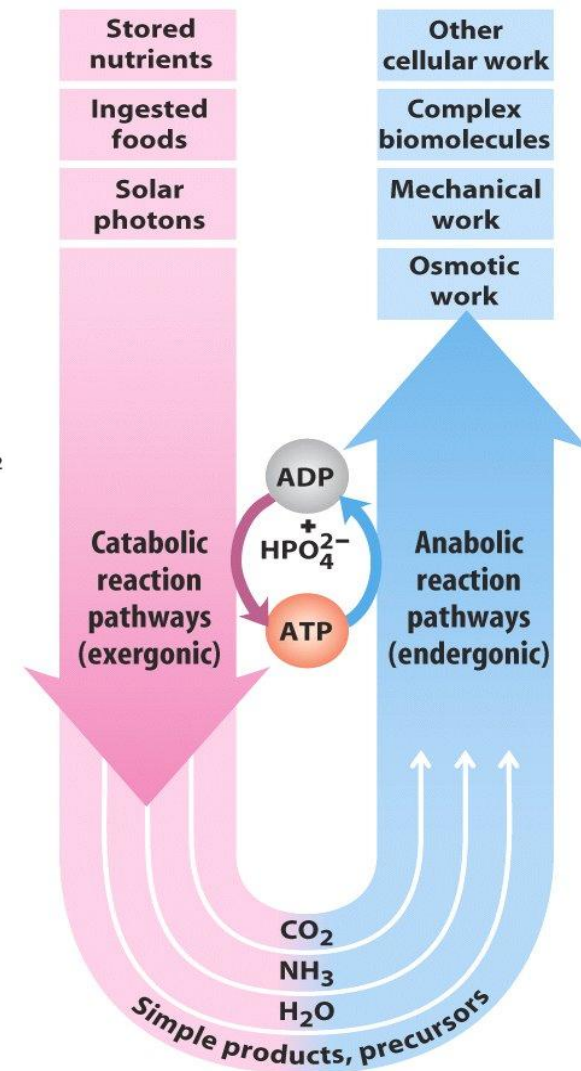 Stored
nutrients
Ingested
foods
Solar
photons
Other
cellular work
Complex
biomolecules
Mechanical
work
Osmotic
work
2
ADP
+
HPO₄²⁻
ATP
Catabolic
reaction
pathways
(exergonic)
Anabolic
reaction
pathways
(endergonic)
CO₂
NH₃
H₂O
Simple products, precursors